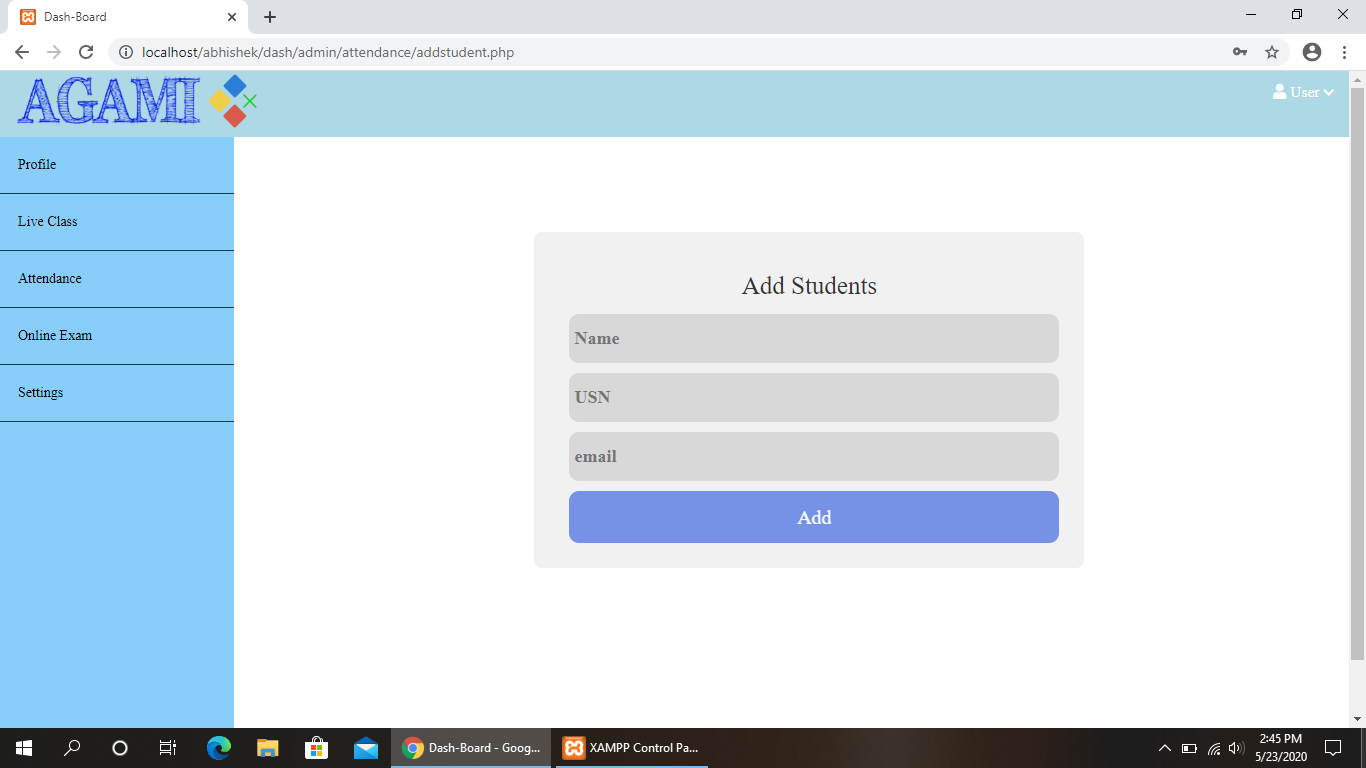 Dash-Board
localhost/abhishek/dash/admin/attendance/addstudent.php
AGAMI
User
Profile
Live Class
Attendance
Online Exam
Settings
Add Students
Name
USN
email
Add
Dash-Board - Goog...
XAMPP Control Pa...
2:45 PM
5/23/2020